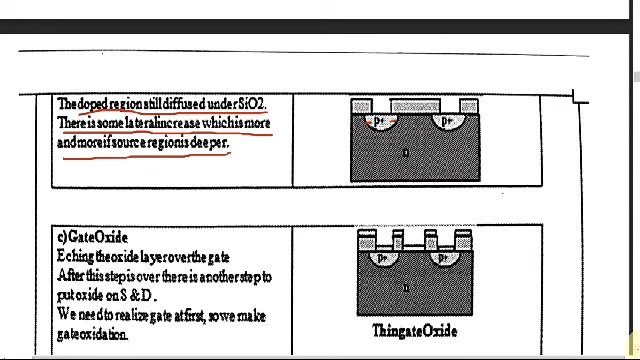 The doped region still diffused under SiO2.
There is some lateral increase which is more
and more if source region is deeper.
p+ p+
n
c) Gate Oxide
Eching the oxide layer over the gate
After this step is over there is another step to
put oxide on S & D.
We need to realize gate at first, so we make
gate oxidation.
p+ p+
n
Thin gate Oxide